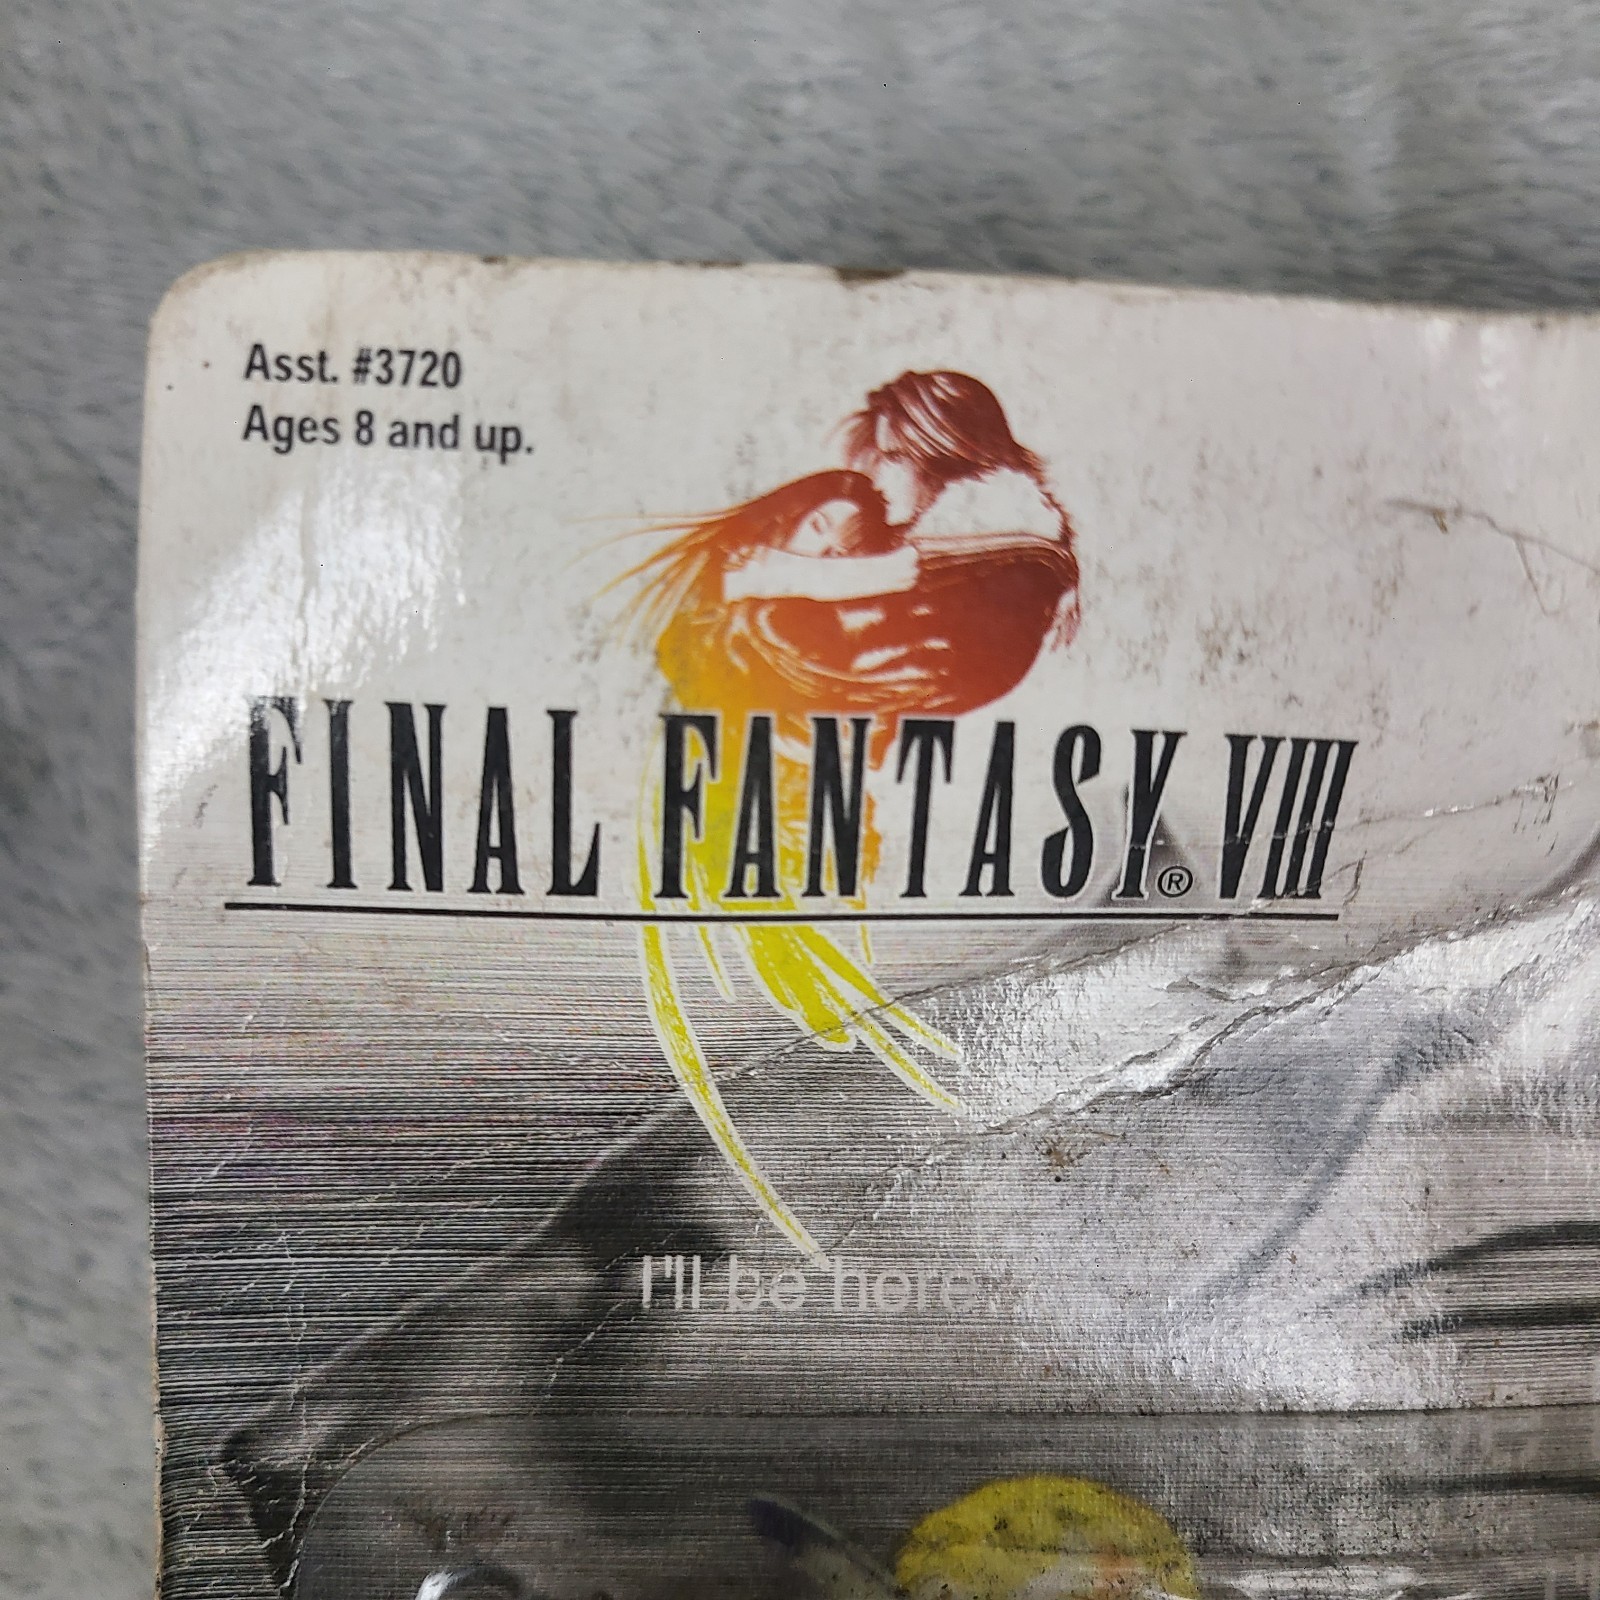 Asst. #3720
Ages 8 and up.
FINAL FANTASY® VIII
I'll be here